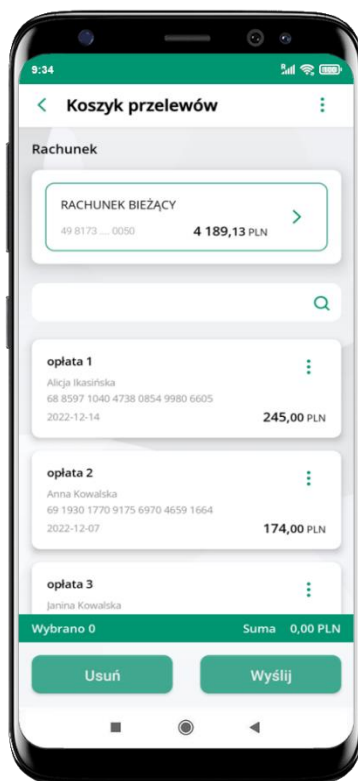 9:34
Koszyk przelewów
Rachunek
RACHUNEK BIEŻĄCY
49 8173 .... 0050 4 189,13 PLN
opłata 1
Alicja Ikasińska
68 8597 1040 4738 0854 9980 6605
2022-12-14 245,00 PLN
opłata 2
Anna Kowalska
69 1930 1770 9175 6970 4659 1664
2022-12-07 174,00 PLN
opłata 3
Janina Kowalska
Wybrano 0 Suma 0,00 PLN
Usuń Wyślij